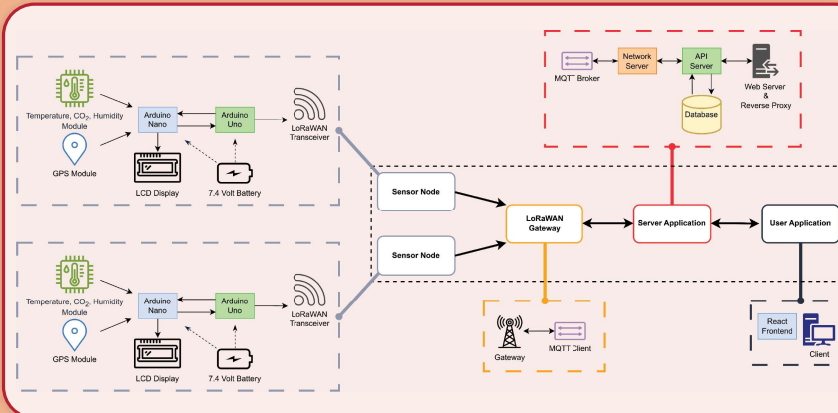 Temperature, CO2, Humidity
Module
GPS Module
Arduino
Nano
Arduino
Uno
LoRaWAN
Transceiver
LCD Display
7.4 Volt Battery
Temperature, CO2, Humidity
Module
GPS Module
Arduino
Nano
Arduino
Uno
LoRaWAN
Transceiver
LCD Display
7.4 Volt Battery
MQTT Broker
Network
Server
API
Server
Web Server
&
Reverse Proxy
Database
Sensor Node
Sensor Node
LoRaWAN
Gateway
Server Application
User Application
Gateway
MQTT Client
React
Frontend
Client